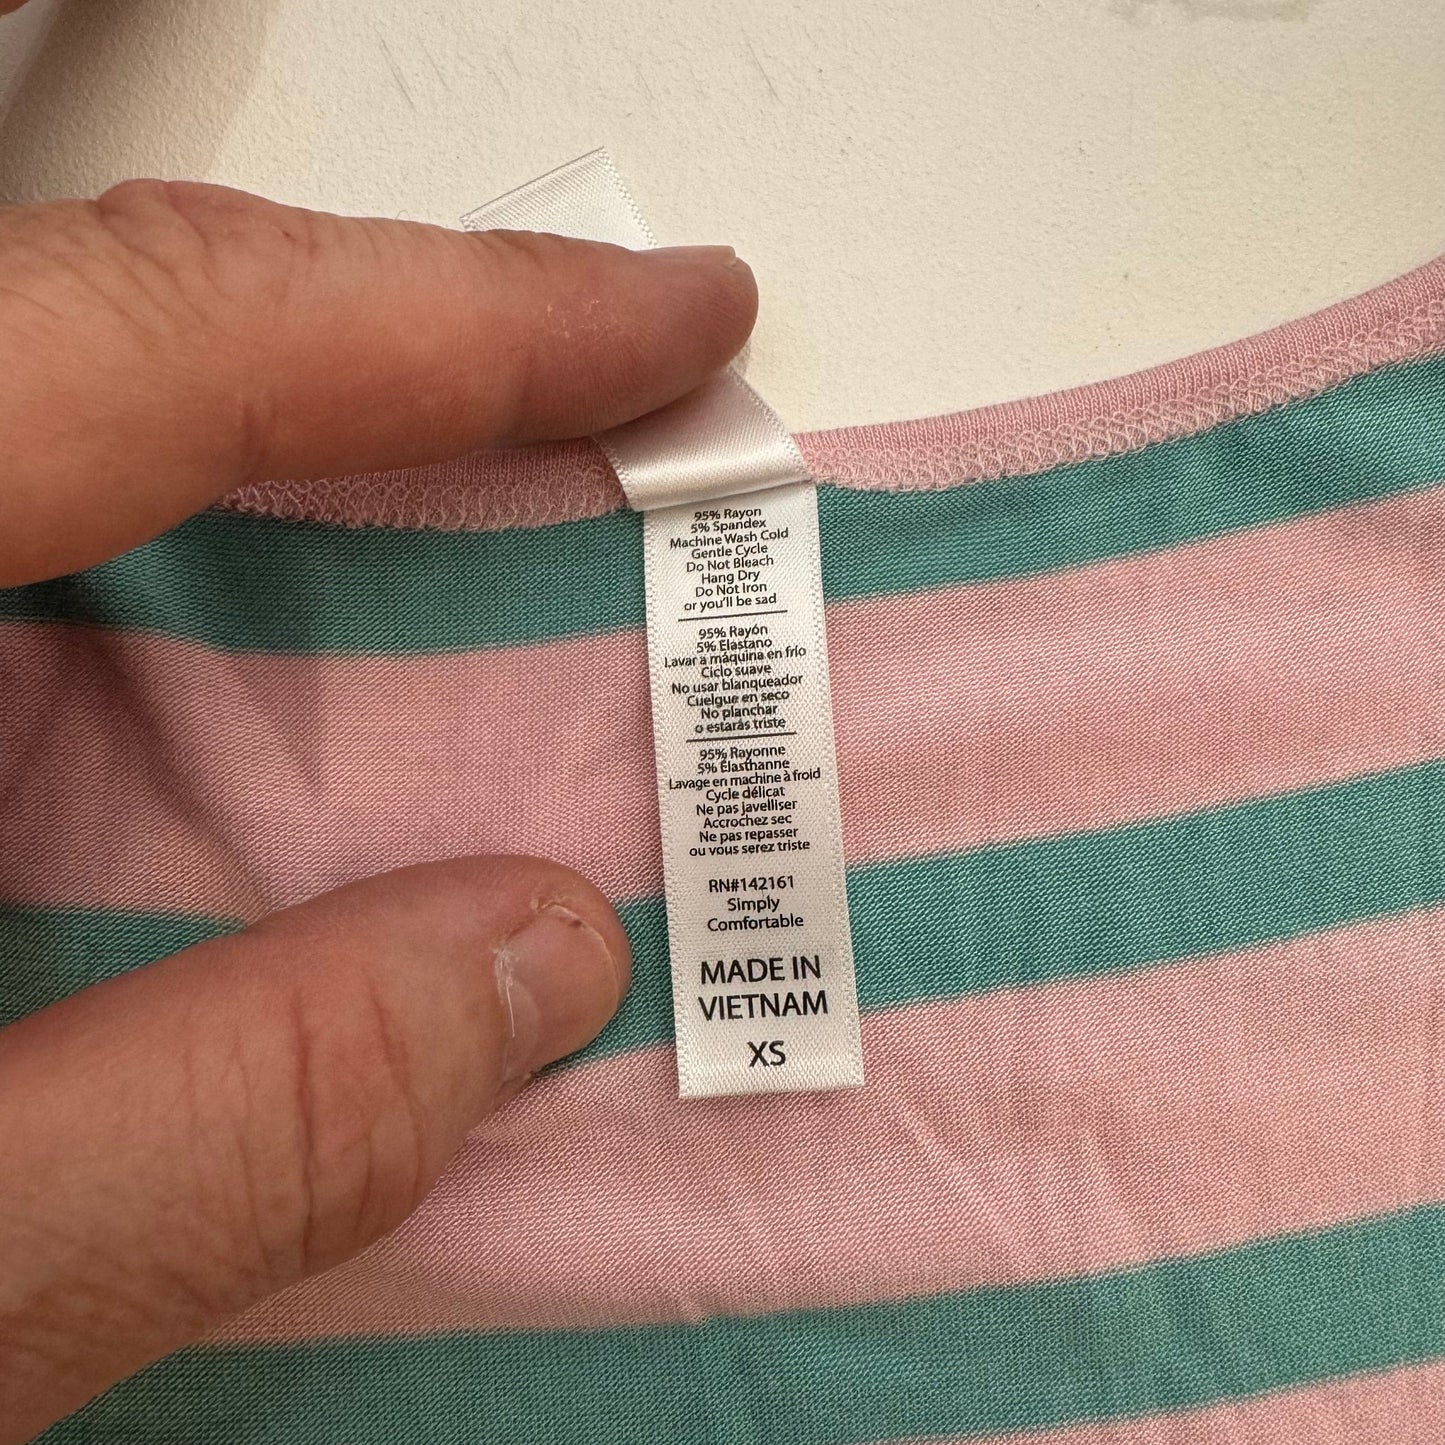 95% Rayon
5% Spandex
Machine Wash Cold
Gentle Cycle
Do Not Bleach
Hang Dry
Do Not Iron
or you'll be sad
95% Rayón
5% Elastano
Lavar a máquina en frío
Ciclo suave
No usar blanqueador
Cuelgue en seco
No planchar
o estarás triste
95% Rayonne
5% Élasthanne
Lavage en machine à froid
Cycle délicat
Ne pas javelliser
Accrochez sec
Ne pas repasser
ou vous serez triste
RN#142161
Simply
Comfortable
MADE IN
VIETNAM
XS